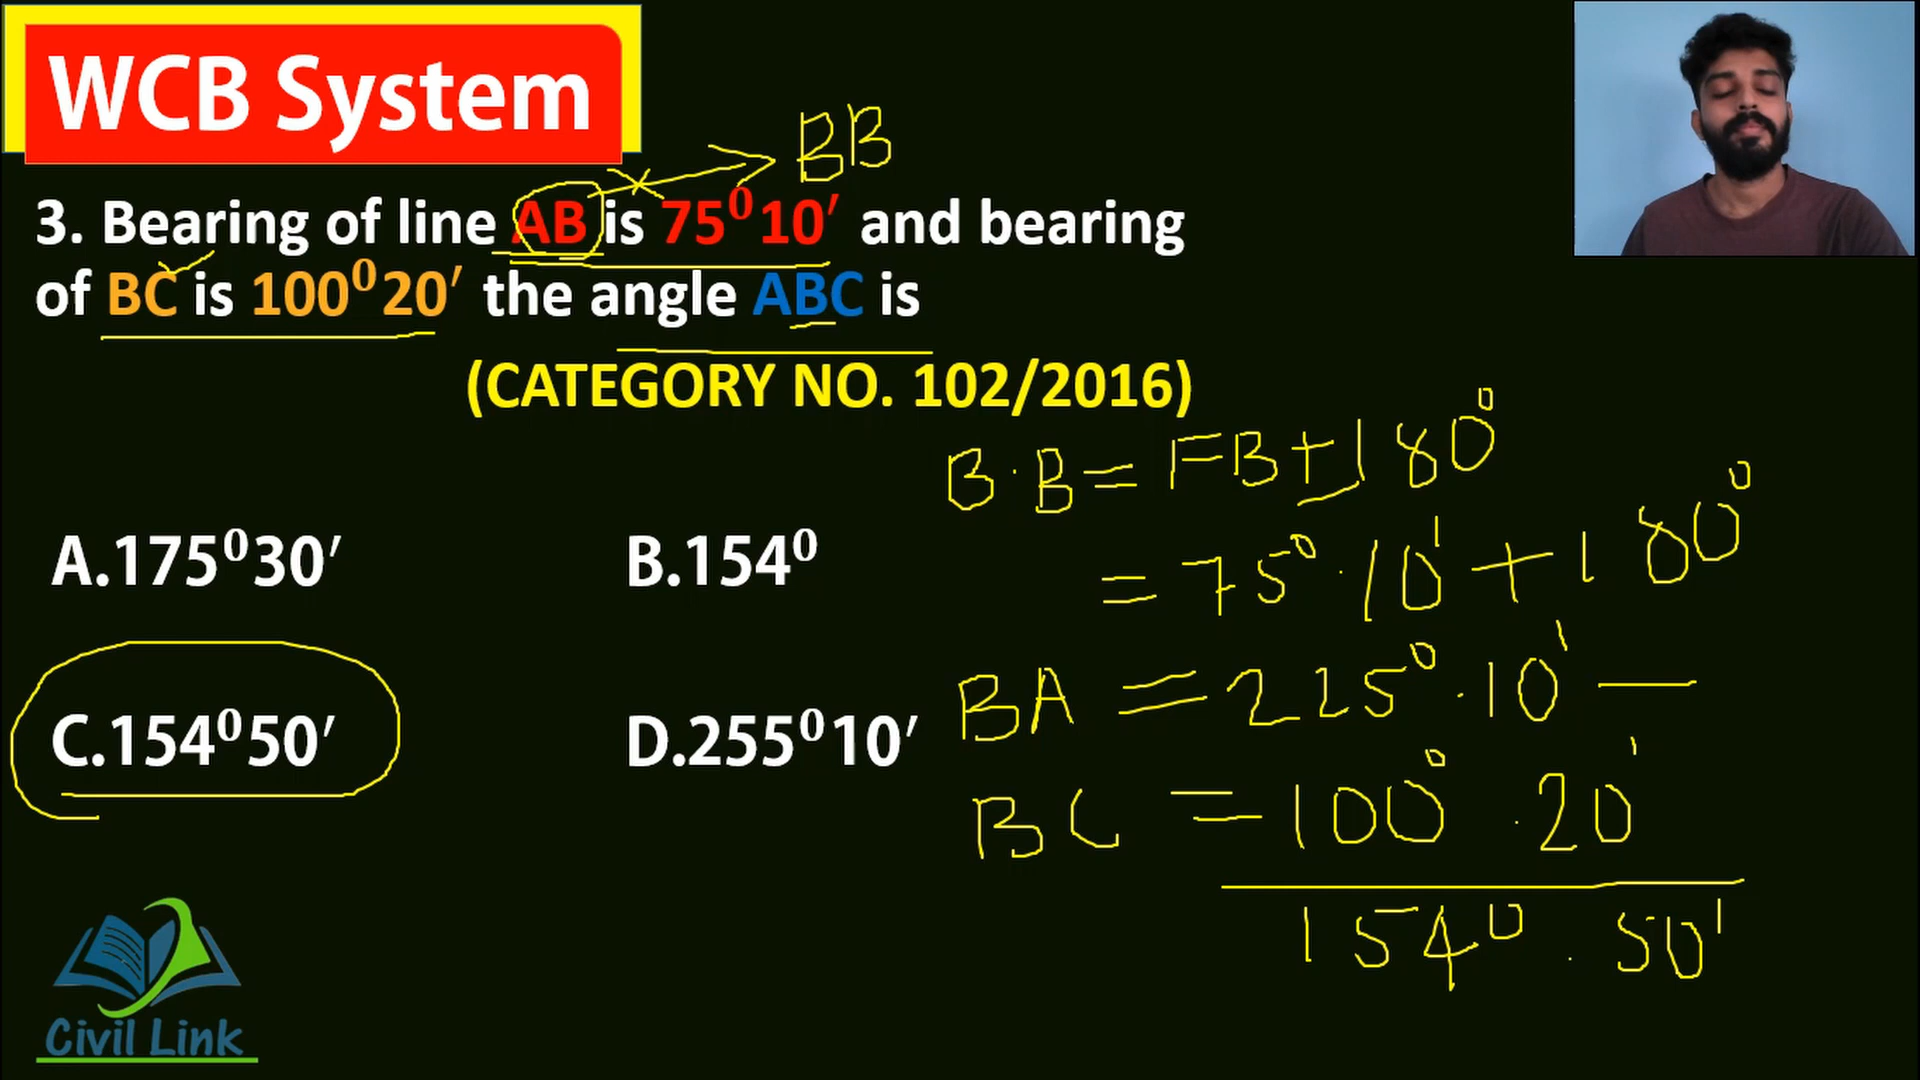 WCB System
BB
3. Bearing of line AB is 75⁰10′ and bearing
of BC is 100⁰20′ the angle ABC is
(CATEGORY NO. 102/2016)
B.B = FB+180⁰
= 75⁰.10' + 180⁰
A.175⁰30′
B.154⁰
BA = 225⁰.10' —
C.154⁰50′
D.255⁰10′
BC = 100⁰.20'
154⁰.50'
Civil Link